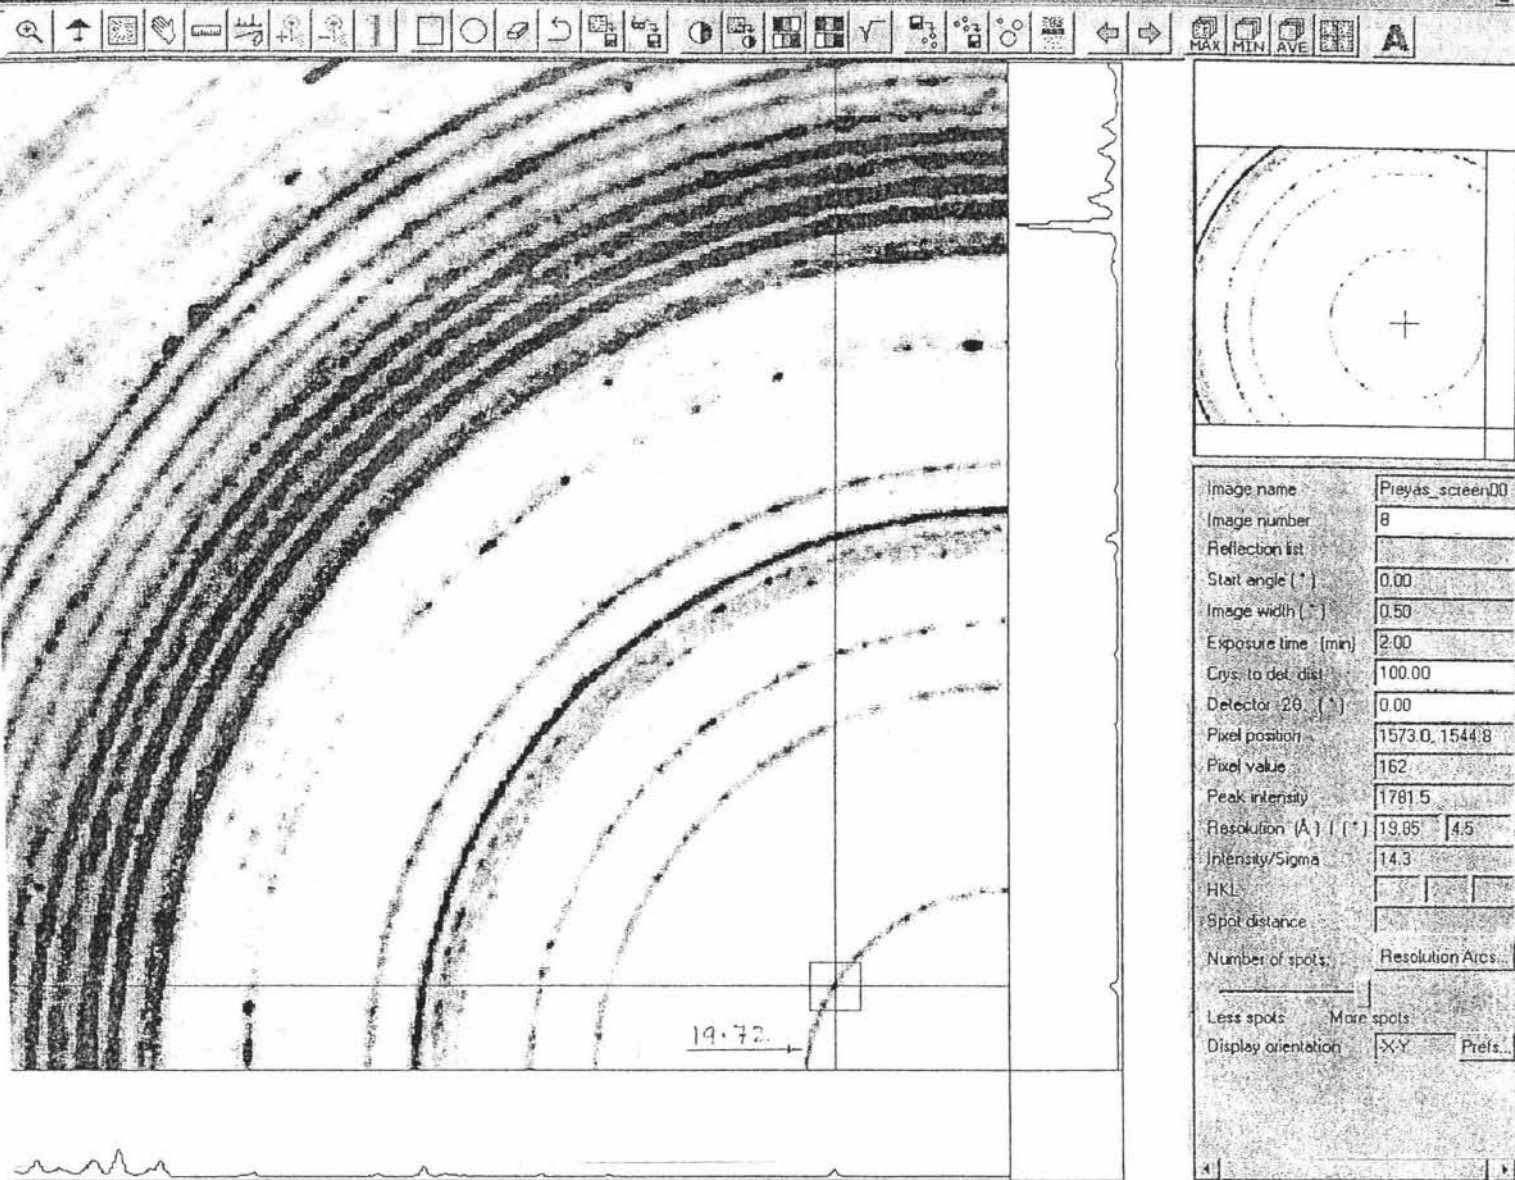 MAX MIN AVE A
Image name Preyas_screen00
Image number 8
Reflection list
Start angle (°) 0.00
Image width (°) 0.50
Exposure time (min) 2.00
Crys. to det. dist 100.00
Detector 2θ (°) 0.00
Pixel position 1573.0, 1544.8
Pixel value 162
Peak intensity 1781.5
Resolution (Å) | (°) 19.85 4.5
Intensity/Sigma 14.3
HKL
Spot distance
Number of spots: Resolution Arcs...
Less spots More spots
Display orientation -X-Y Prefs...
19.72